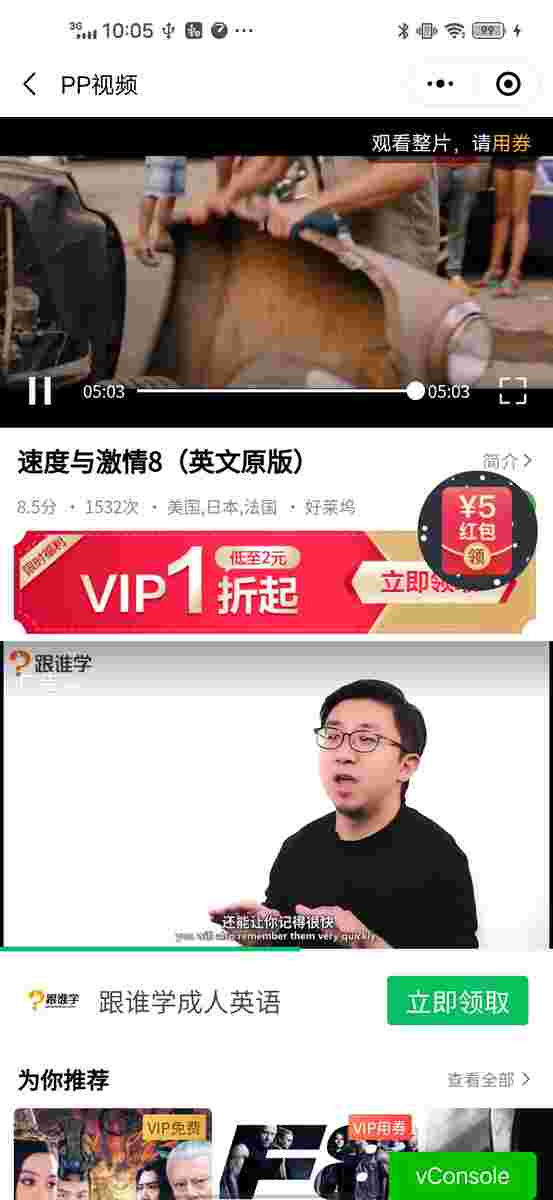 3G 10:05 99
PP视频
观看整片，请用券
05:03 05:03
速度与激情8（英文原版）
简介
8.5分 · 1532次 · 美国,日本,法国 · 好莱坞
¥5
红包
领
限时福利
VIP1折起
低至2元
立即领取
跟谁学
还能让你记得很快
you will also remember them very quickly
跟谁学
跟谁学成人英语
立即领取
为你推荐
查看全部
VIP免费
VIP用券
F8
vConsole